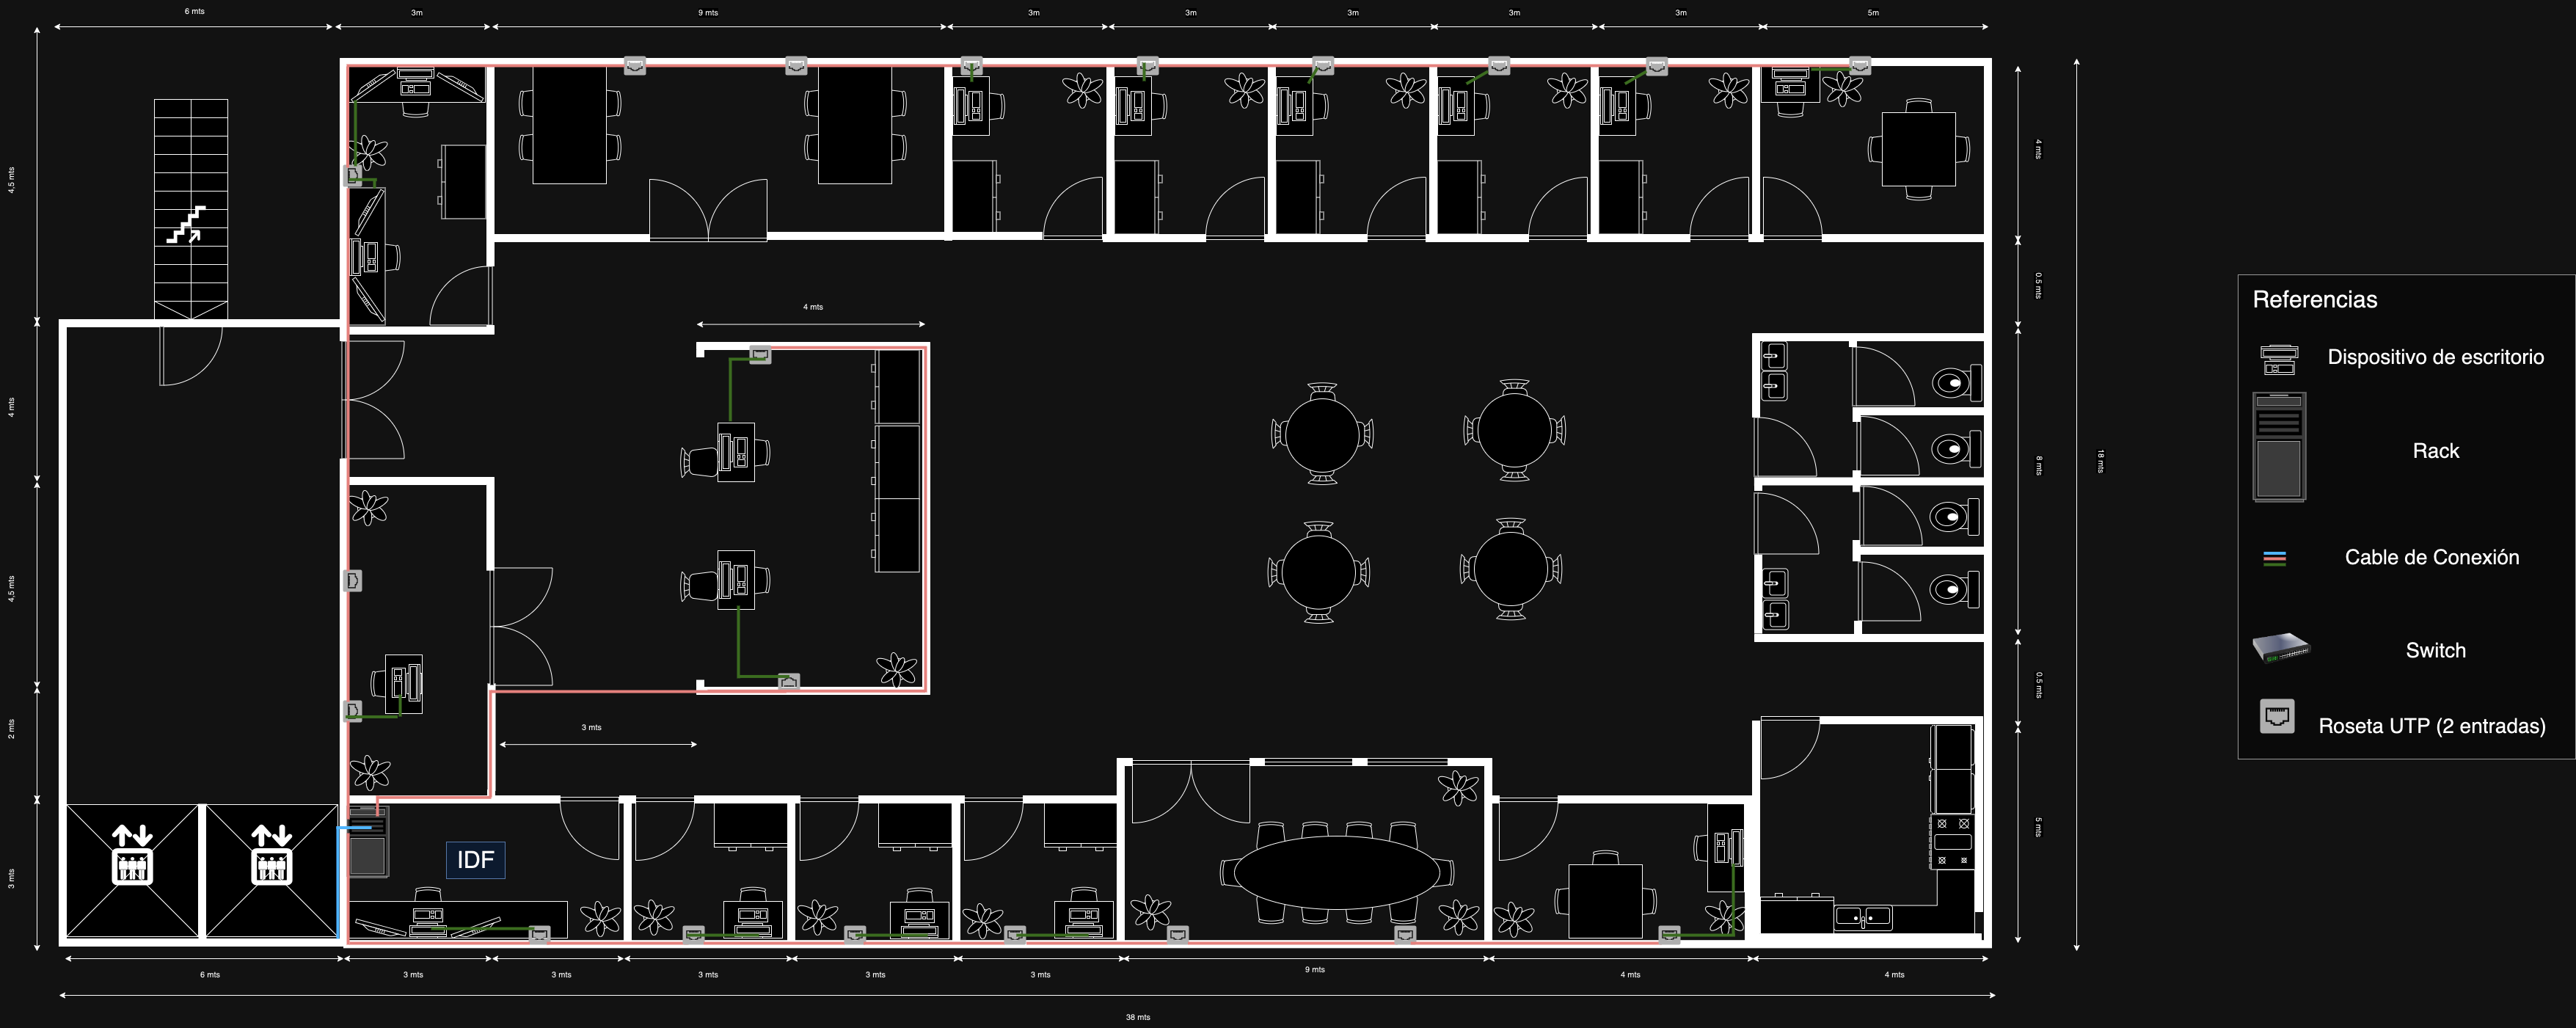 6 mts
3m
9 mts
3m
3m
3m
3m
3m
5m
4,5 mts
4 mts
4,5 mts
2 mts
3 mts
4 mts
3 mts
IDF
4 mts
0.5 mts
8 mts
0.5 mts
5 mts
18 mts
6 mts
3 mts
3 mts
3 mts
3 mts
3 mts
9 mts
4 mts
4 mts
38 mts
Referencias
Dispositivo de escritorio
Rack
Cable de Conexión
Switch
Roseta UTP (2 entradas)